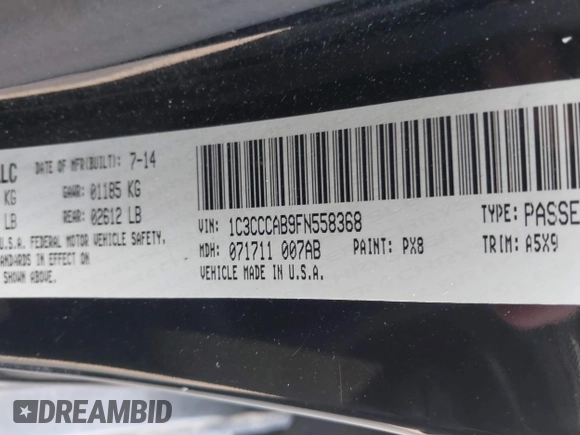 LC DATE OF MFR(BUILT): 7-14
KG GAWR: 01185 KG
LB REAR: 02612 LB
U.S.A. FEDERAL MOTOR VEHICLE SAFETY,
TANDARDS IN EFFECT ON
SHOWN ABOVE.
VIN: 1C3CCCAB9FN558368
TYPE: PASSE
MDH: 071711 007AB
PAINT: PX8
TRIM: A5X9
VEHICLE MADE IN U.S.A.
DREAMBID